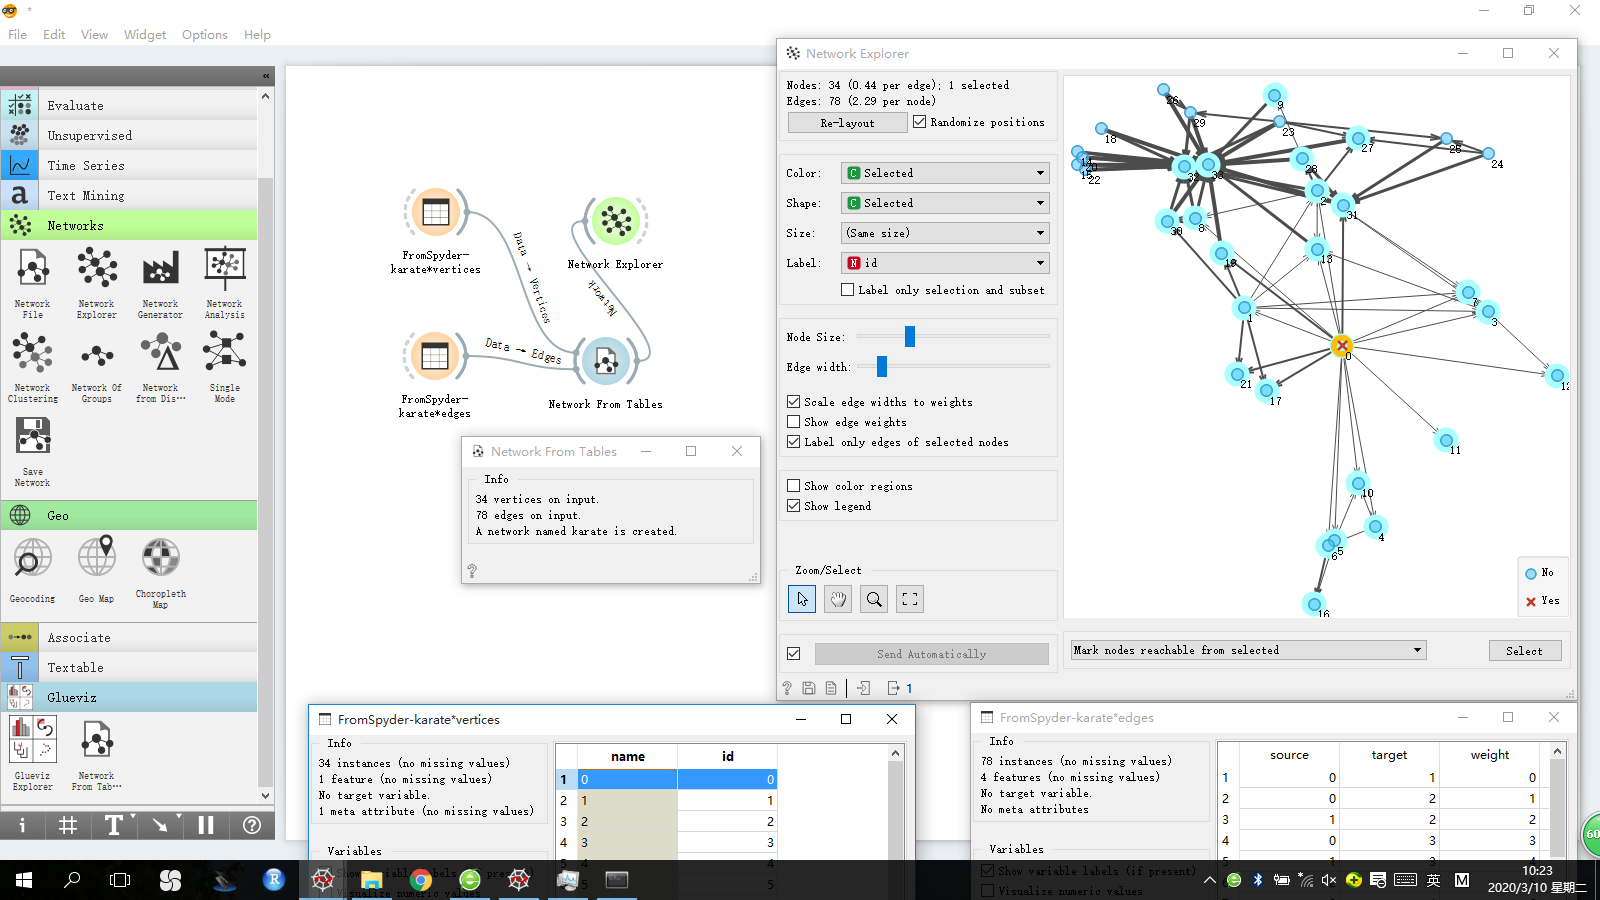 *
File Edit View Widget Options Help
«
Evaluate
Unsupervised
Time Series
Text Mining
Networks
Network File
Network Explorer
Network Generator
Network Analysis
Network Clustering
Network Of Groups
Network from Dis…
Single Mode
Save Network
Geo
Geocoding
Geo Map
Choropleth Map
Associate
Textable
Glueviz
Glueviz Explorer
Network From Tab…
FromSpyder-
karate*vertices
Data → Vertices
Network Explorer
Network
FromSpyder-
karate*edges
Data → Edges
Network From Tables
Network From Tables
Info
34 vertices on input.
78 edges on input.
A network named karate is created.
?
Network Explorer
Nodes: 34 (0.44 per edge); 1 selected
Edges: 78 (2.29 per node)
Re-layout
Randomize positions
Color: C Selected
Shape: C Selected
Size: (Same size)
Label: N id
Label only selection and subset
Node Size:
Edge width:
Scale edge widths to weights
Show edge weights
Label only edges of selected nodes
Show color regions
Show legend
Zoom/Select
Send Automatically
? 1
26
9
29
23
18
27
25
24
14
20
15
22
32
33
28
2
31
30
8
19
13
7
3
1
0
21
17
12
11
10
4
5
6
16
No
Yes
Mark nodes reachable from selected
Select
FromSpyder-karate*vertices
Info
34 instances (no missing values)
1 feature (no missing values)
No target variable.
1 meta attribute (no missing values)
Variables
name id
1 0 0
2 1 1
3 2 2
4 3 3
5 4 4
5 5
FromSpyder-karate*edges
Info
78 instances (no missing values)
4 features (no missing values)
No target variable.
No meta attributes
Variables
Show variable labels (if present)
Visualize numeric values
source target weight
1 0 1 0
2 0 2 1
3 1 2 2
4 0 3 3
5 1 3 4
60
英
M
10:23
2020/3/10 星期二